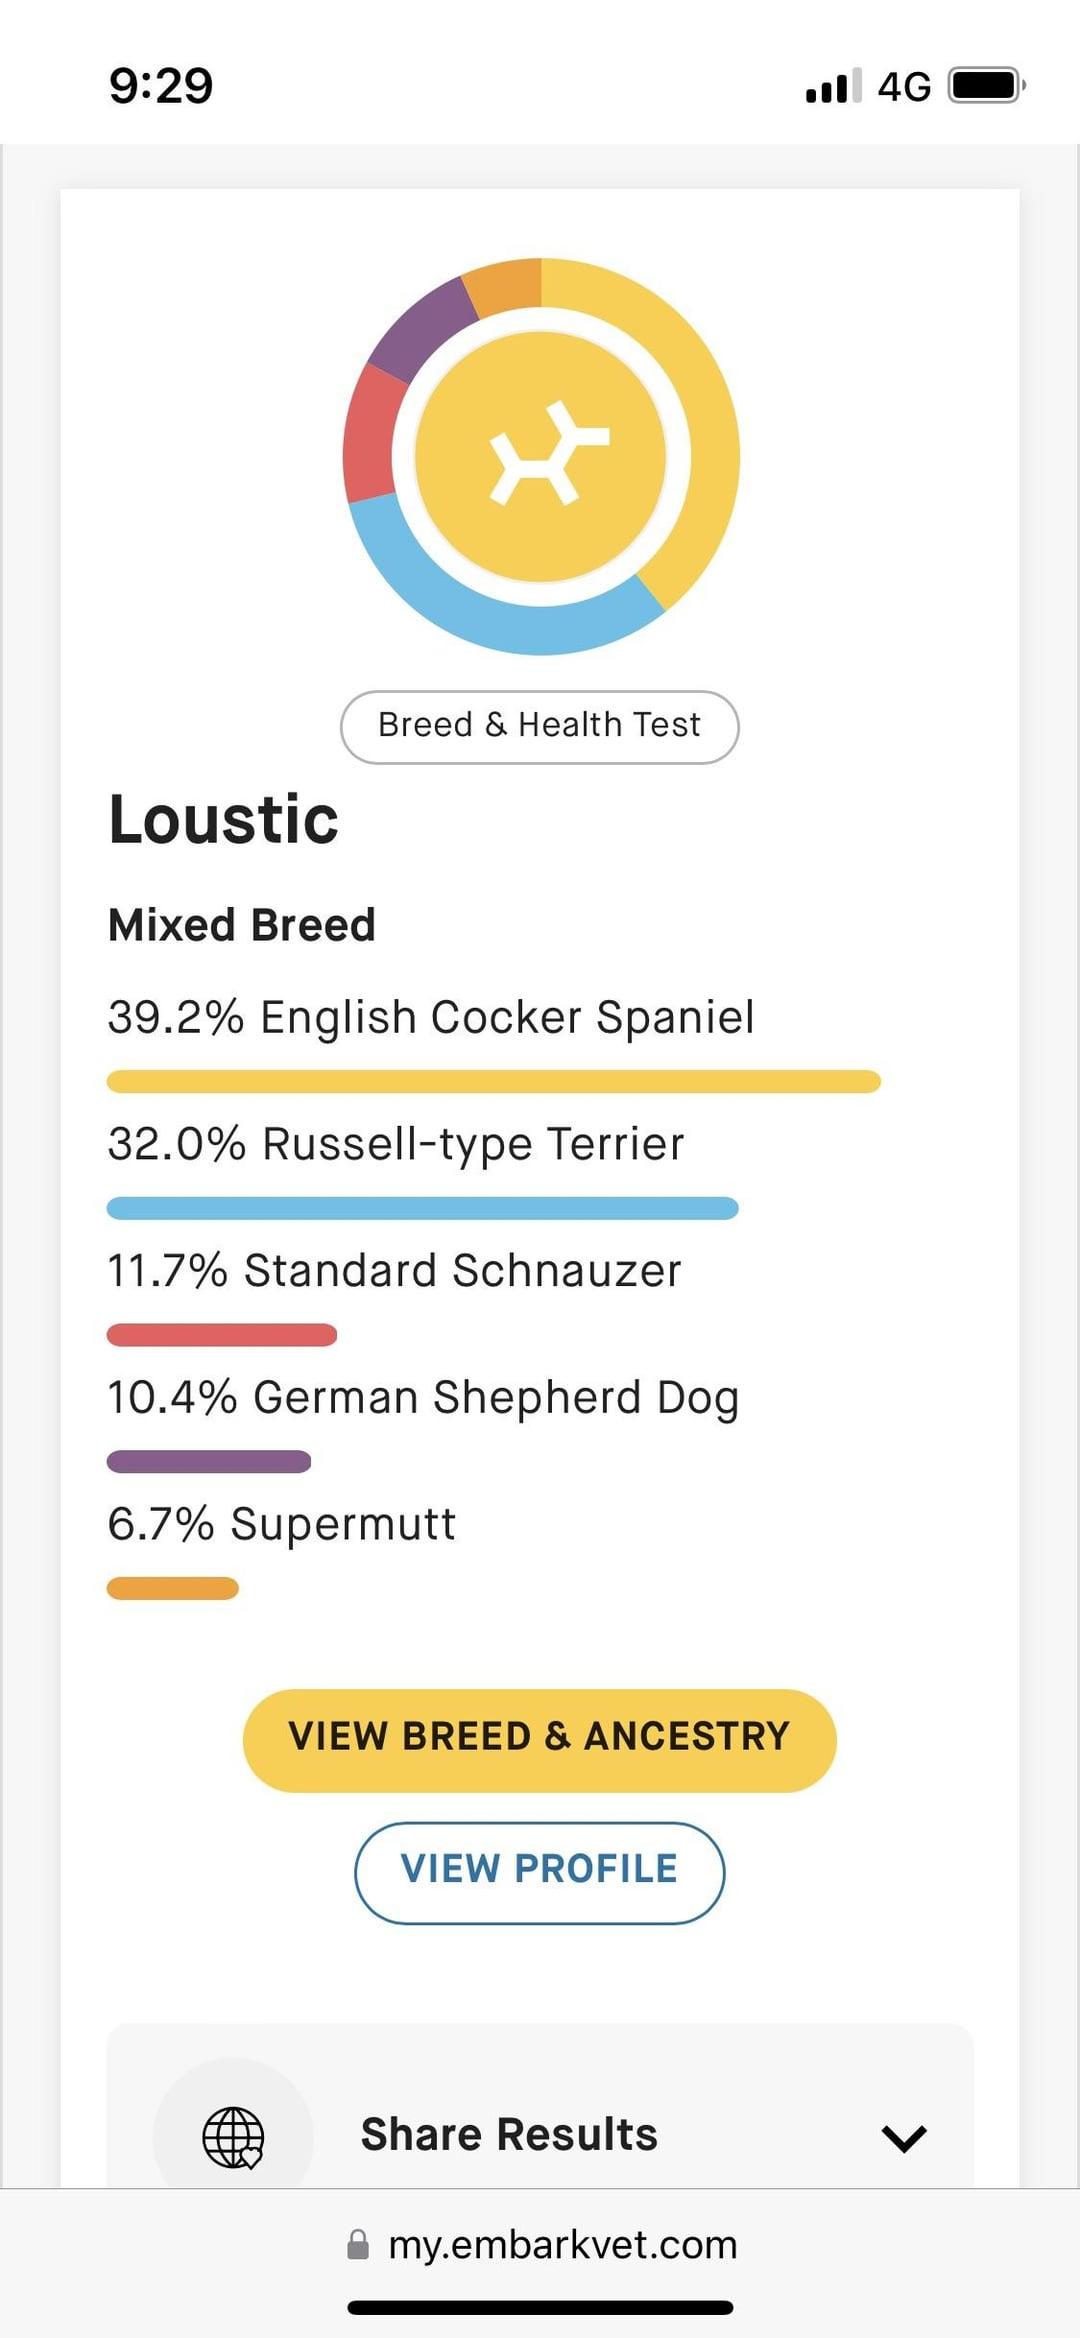 9:29
4G
Breed & Health Test
Loustic
Mixed Breed
39.2% English Cocker Spaniel
32.0% Russell-type Terrier
11.7% Standard Schnauzer
10.4% German Shepherd Dog
6.7% Supermutt
VIEW BREED & ANCESTRY
VIEW PROFILE
Share Results
my.embarkvet.com